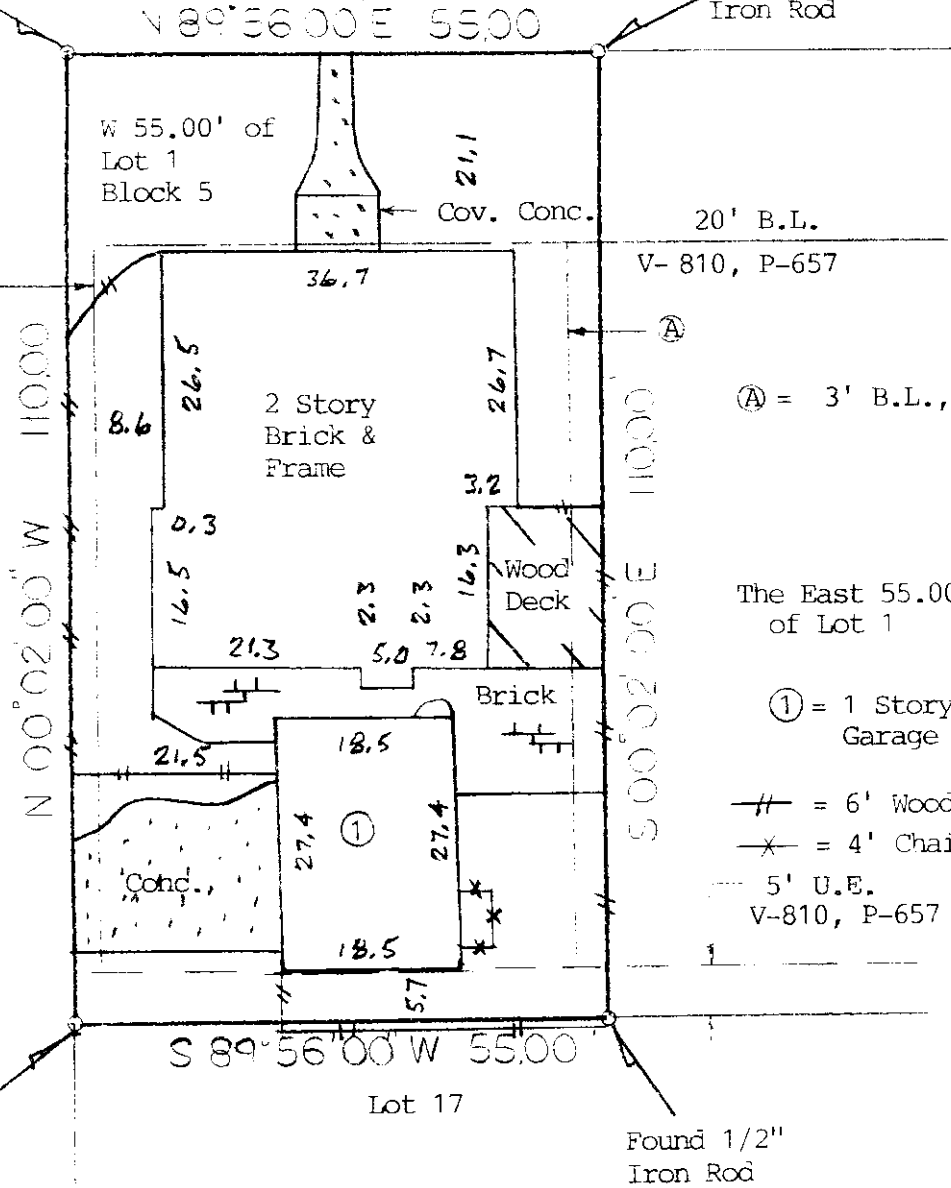 N 89°56'00" E 55.00
Iron Rod
W 55.00' of
Lot 1
Block 5
21.1
Cov. Conc.
20' B.L.
V- 810, P-657
36.7
Ⓐ
26.5
26.7
110.00
8.6
2 Story
Brick &
Frame
Ⓐ = 3' B.L.,
110.00
3.2
0.3
16.5
2.3
2.3
16.3
Wood
Deck
N 00°02'00" W
S 00°02'00" E
The East 55.00
of Lot 1
21.3
5.0
7.8
Brick
① = 1 Story
Garage
18.5
21.5
27.4
①
27.4
= 6' Wood
= 4' Chai
Conc.
5' U.E.
V-810, P-657
18.5
5.7
S 89°56'00" W 55.00
Lot 17
Found 1/2"
Iron Rod